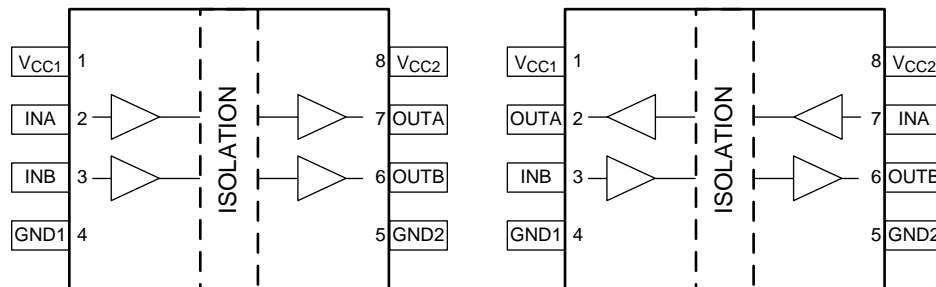 VCC1 1 8 VCC2
INA 2 7 OUTA
INB 3 6 OUTB
GND1 4 5 GND2
ISOLATION
VCC1 1 8 VCC2
OUTA 2 7 INA
INB 3 6 OUTB
GND1 4 5 GND2
ISOLATION